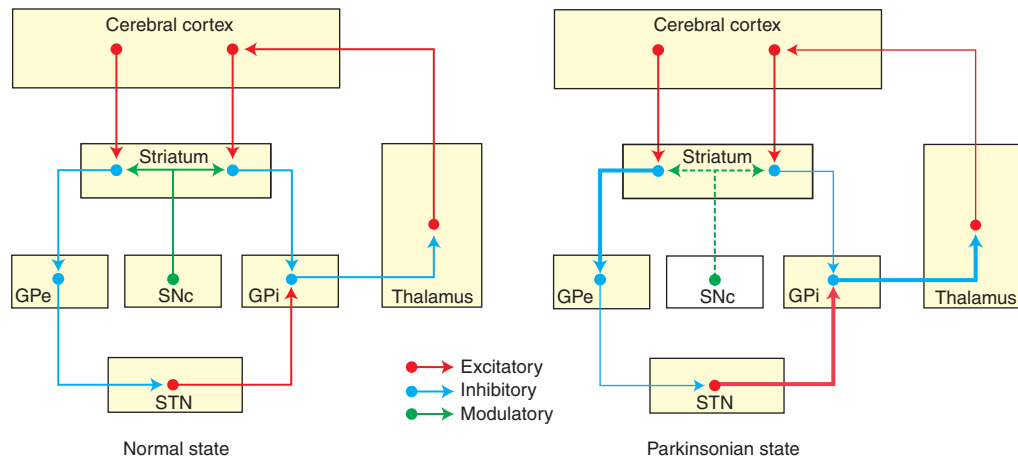 Cerebral cortex
Striatum
GPe
SNc
GPi
Thalamus
STN
Normal state
Excitatory
Inhibitory
Modulatory
Cerebral cortex
Striatum
GPe
SNc
GPi
Thalamus
STN
Parkinsonian state